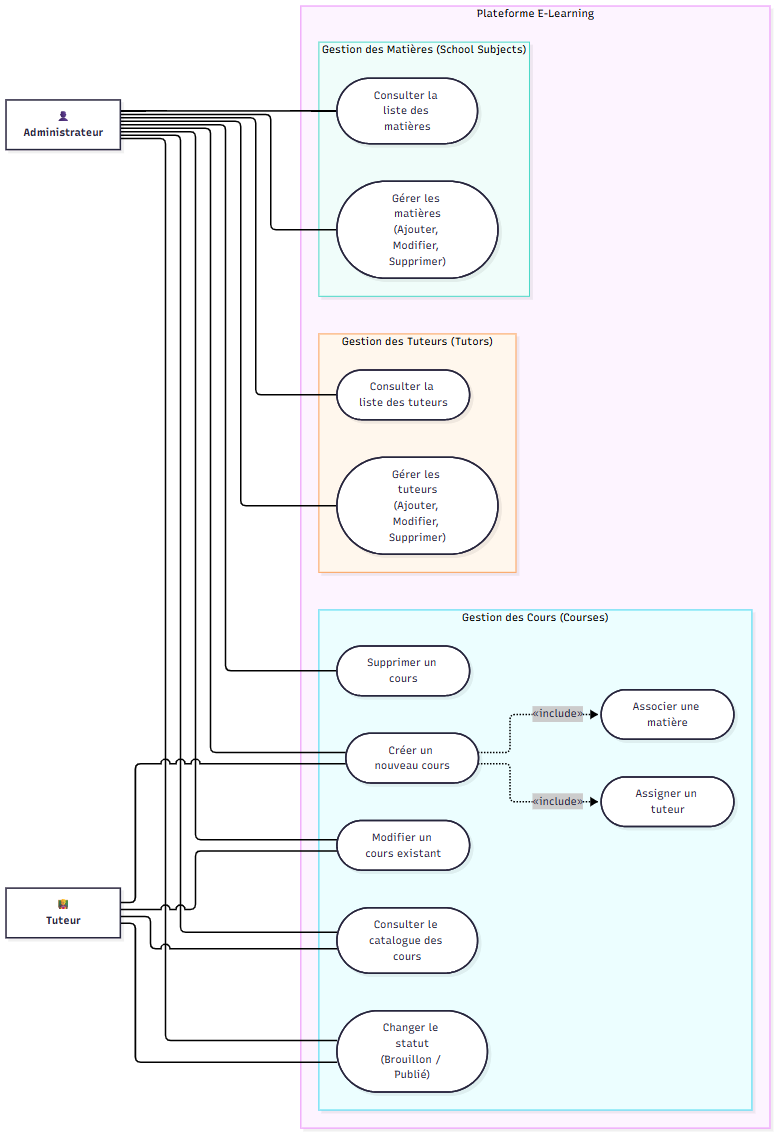 Plateforme E-Learning
Gestion des Matières (School Subjects)
Consulter la
liste des
matières
Administrateur
Gérer les
matières
(Ajouter,
Modifier,
Supprimer)
Gestion des Tuteurs (Tutors)
Consulter la
liste des tuteurs
Gérer les
tuteurs
(Ajouter,
Modifier,
Supprimer)
Gestion des Cours (Courses)
Supprimer un
cours
Créer un
nouveau cours
«include»
Associer une
matière
«include»
Assigner un
tuteur
Modifier un
cours existant
Tuteur
Consulter le
catalogue des
cours
Changer le
statut
(Brouillon /
Publié)